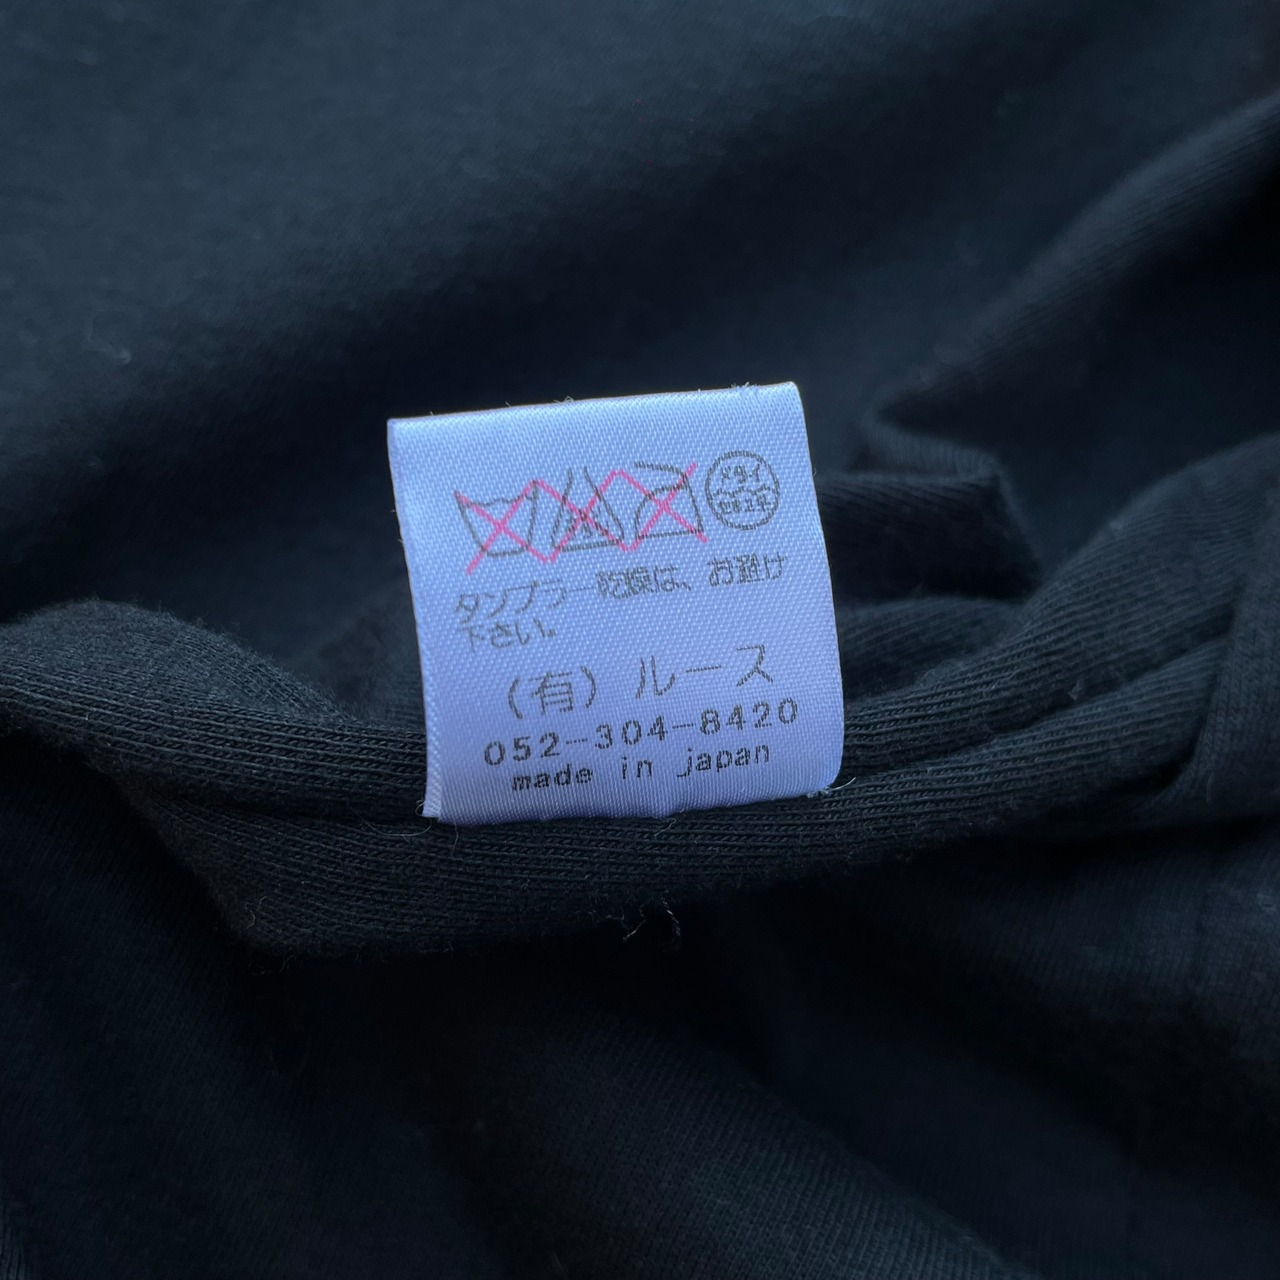 タンブラー乾燥は、お避け
下さい。
(有) ルース
052-304-8420
made in japan